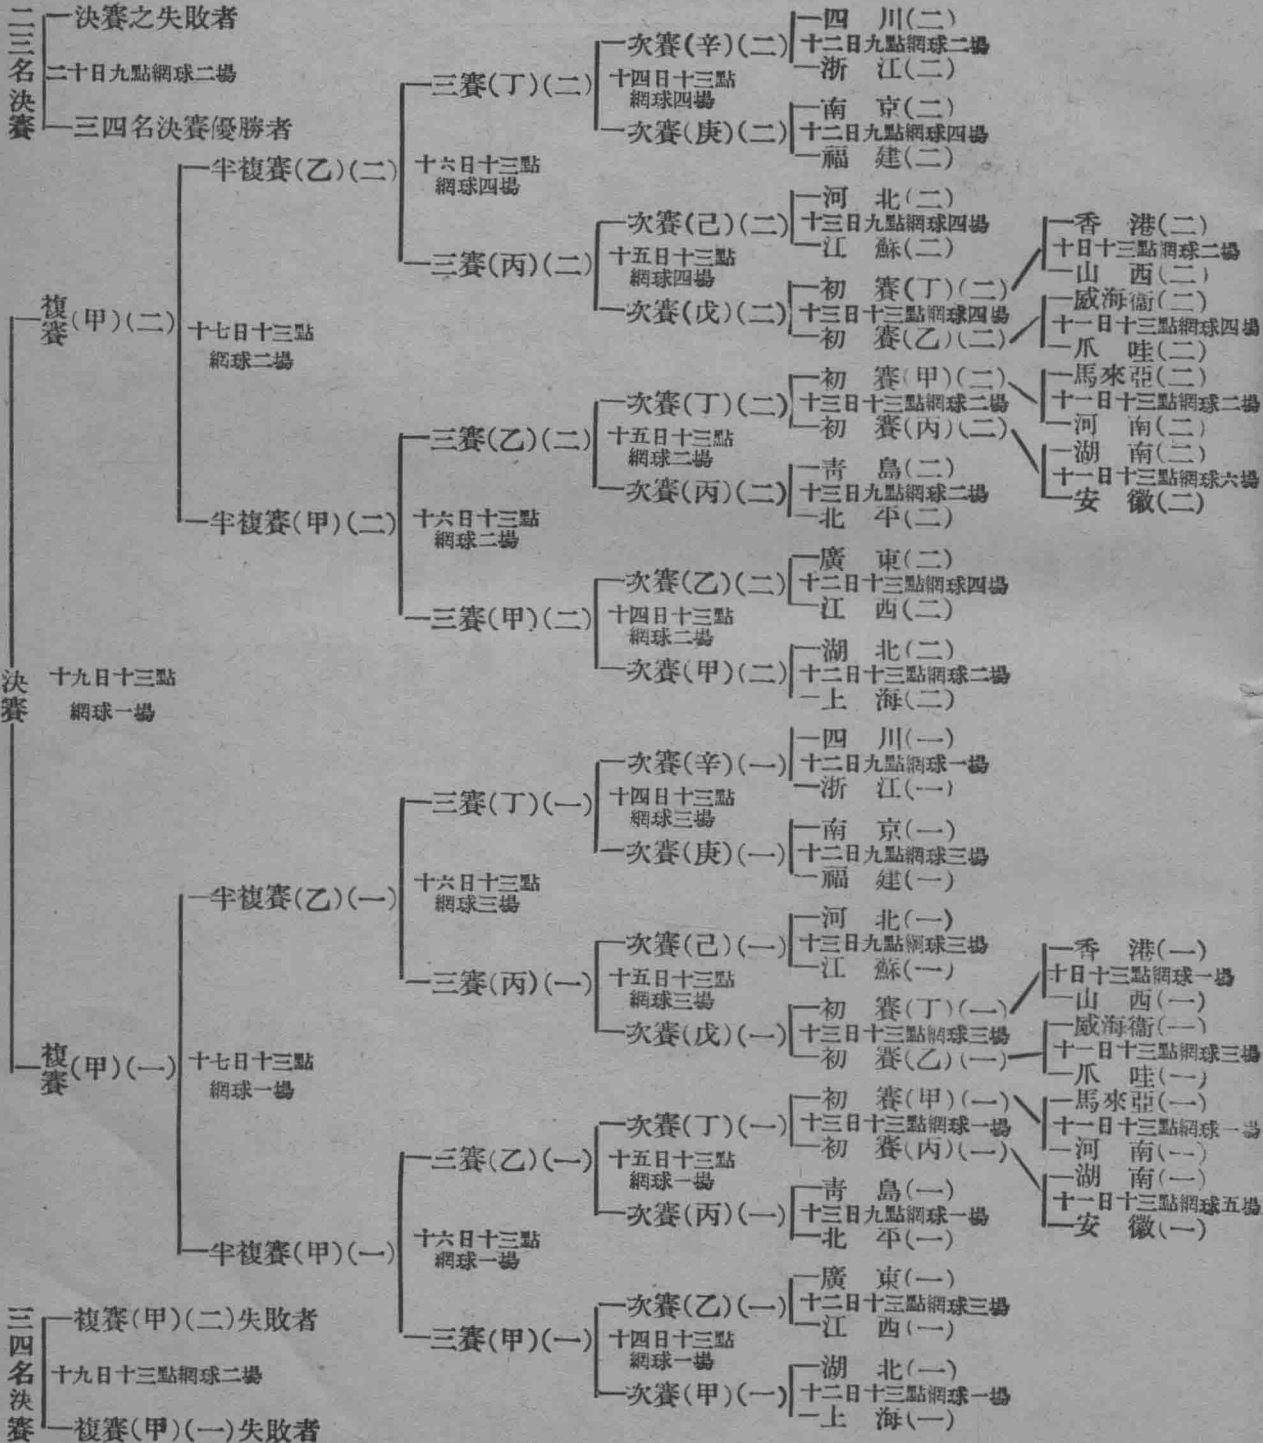 二三名決賽
決賽之失敗者
二十日九點網球二場
三四名決賽優勝者
決賽
十九日十三點
網球一場
複賽(甲)(二)
十七日十三點
網球二場
半複賽(乙)(二)
十六日十三點
網球四場
三賽(丁)(二)
十四日十三點
網球四場
次賽(辛)(二)
四川(二)
十二日九點網球二場
浙江(二)
次賽(庚)(二)
南京(二)
十二日九點網球四場
福建(二)
三賽(丙)(二)
十五日十三點
網球四場
次賽(己)(二)
河北(二)
十三日九點網球四場
江蘇(二)
次賽(戊)(二)
初賽(丁)(二)
十三日十三點網球四場
初賽(乙)(二)
香港(二)
十日十三點網球二場
山西(二)
威海衞(二)
十一日十三點網球四場
爪哇(二)
半複賽(甲)(二)
十六日十三點
網球二場
三賽(乙)(二)
十五日十三點
網球二場
次賽(丁)(二)
初賽(甲)(二)
十三日十三點網球二場
初賽(丙)(二)
馬來亞(二)
十一日十三點網球二場
河南(二)
湖南(二)
十一日十三點網球六場
安徽(二)
次賽(丙)(二)
青島(二)
十三日九點網球二場
北平(二)
三賽(甲)(二)
十四日十三點
網球二場
次賽(乙)(二)
廣東(二)
十二日十三點網球四場
江西(二)
次賽(甲)(二)
湖北(二)
十二日十三點網球二場
上海(二)
複賽(甲)(一)
十七日十三點
網球一場
半複賽(乙)(一)
十六日十三點
網球三場
三賽(丁)(一)
十四日十三點
網球三場
次賽(辛)(一)
四川(一)
十二日九點網球一場
浙江(一)
次賽(庚)(一)
南京(一)
十二日九點網球三場
福建(一)
三賽(丙)(一)
十五日十三點
網球三場
次賽(己)(一)
河北(一)
十三日九點網球三場
江蘇(一)
次賽(戊)(一)
初賽(丁)(一)
十三日十三點網球三場
初賽(乙)(一)
香港(一)
十日十三點網球一場
山西(一)
威海衞(一)
十一日十三點網球三場
爪哇(一)
半複賽(甲)(一)
十六日十三點
網球一場
三賽(乙)(一)
十五日十三點
網球一場
次賽(丁)(一)
初賽(甲)(一)
十三日十三點網球一場
初賽(丙)(一)
馬來亞(一)
十一日十三點網球一場
河南(一)
湖南(一)
十一日十三點網球五場
安徽(一)
次賽(丙)(一)
青島(一)
十三日九點網球一場
北平(一)
三賽(甲)(一)
十四日十三點
網球一場
次賽(乙)(一)
廣東(一)
十二日十三點網球三場
江西(一)
次賽(甲)(一)
湖北(一)
十二日十三點網球一場
上海(一)
三四名決賽
複賽(甲)(二)失敗者
十九日十三點網球二場
複賽(甲)(一)失敗者